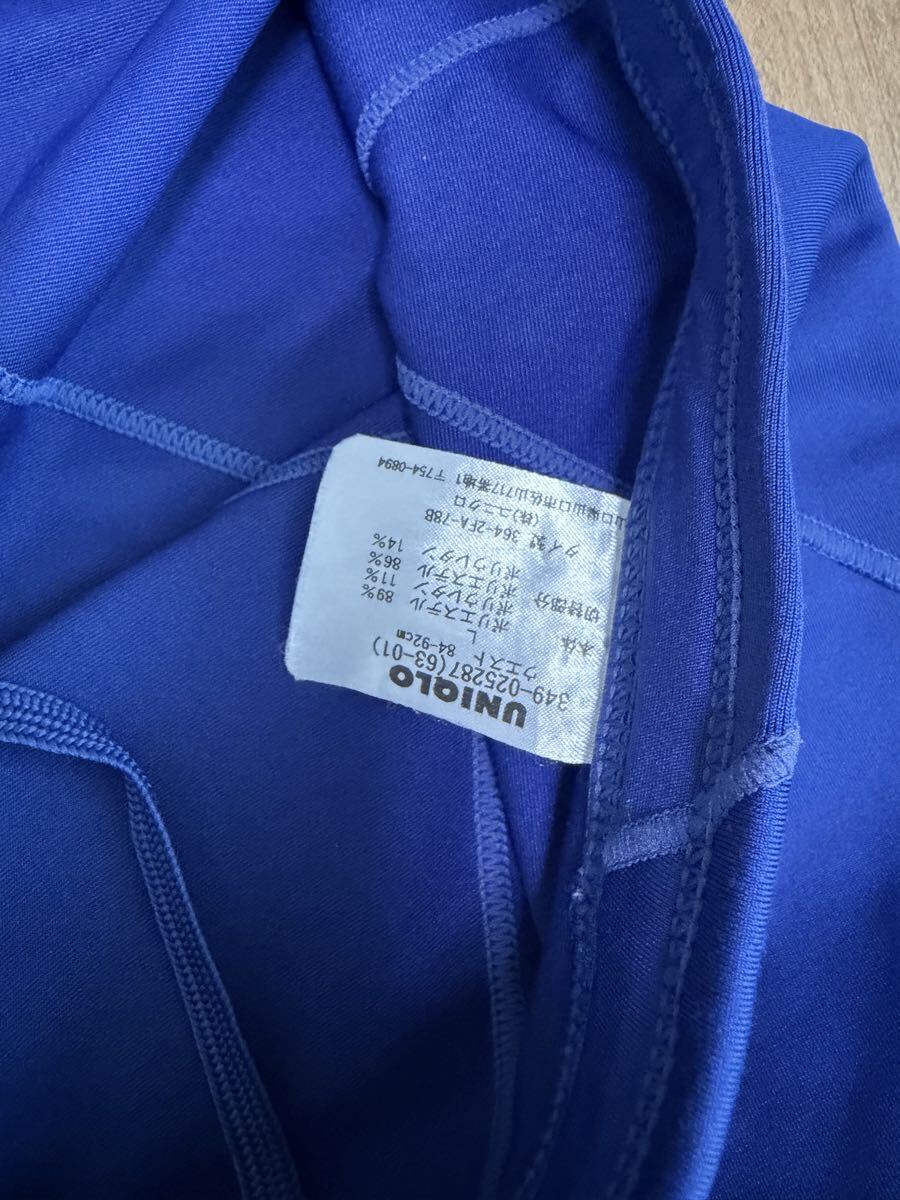 UNIQLO
349-025287(63-01)
ウエスト 84-92cm
L
本体 ポリエステル 89%
ポリウレタン 11%
切替部分 ポリエステル 86%
ポリウレタン 14%
タイ製 364-2FA-78B
(株)ユニクロ
山口県山口市佐山717番地1 〒754-0894